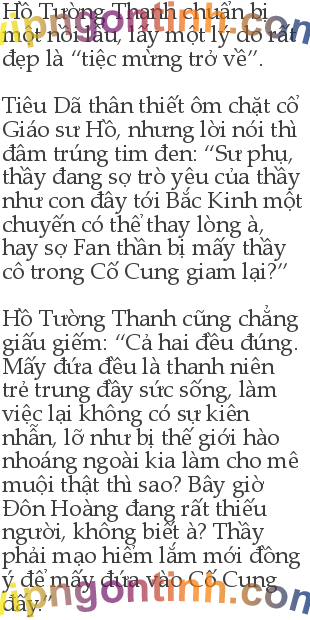 Hồ Tường Thanh chuẩn bị
một nồi lẩu, lấy một lý do rất
đẹp là “tiệc mừng trở về”.
Tiêu Dã thân thiết ôm chặt cổ
Giáo sư Hồ, nhưng lời nói thì
đâm trúng tim đen: “Sư phụ,
thầy đang sợ trò yêu của thầy
như con đây tới Bắc Kinh một
chuyến có thể thay lòng à,
hay sợ Fan thần bị mấy thầy
cô trong Cố Cung giam lại?”
Hồ Tường Thanh cũng chẳng
giấu giếm: “Cả hai đều đúng.
Mấy đứa đều là thanh niên
trẻ trung đầy sức sống, làm
việc lại không có sự kiên
nhẫn, lỡ như bị thế giới hào
nhoáng ngoài kia làm cho mê
muội thật thì sao? Bây giờ
Đôn Hoàng đang rất thiếu
người, không biết à? Thầy
phải mạo hiểm lắm mới đồng
ý để mấy đứa vào Cố Cung
đấy.”
vipngontinh.com
vipngontinh.com